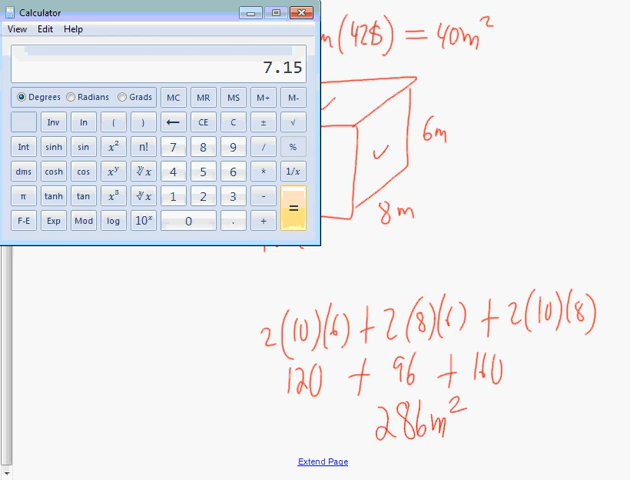 Calculator
View Edit Help
7.15
Degrees Radians Grads MC MR MS M+ M-
Inv ln ( ) ← CE C ± √
Int sinh sin x² n! 7 8 9 / %
dms cosh cos xʸ ʸ√x 4 5 6 * 1/x
π tanh tan x³ ³√x 1 2 3 - =
F-E Exp Mod log 10ˣ 0 . +
(428) = 40m²
6m
8m
2(10)(6) + 2(8)(6) + 2(10)(8)
120 + 96 + 160
286m²
Extend Page